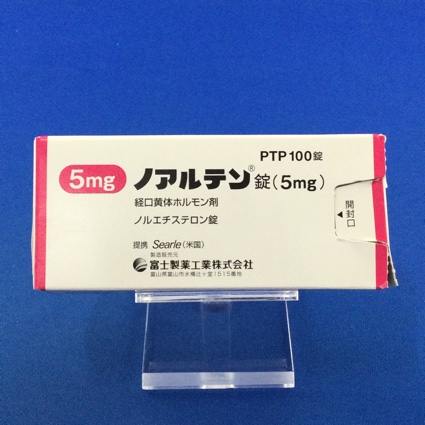 PTP100錠
5mg
ノアルテン®錠(5mg)
経口黄体ホルモン剤
ノルエチステロン錠
開封口
提携 Searle(米国)
製造販売元
富士製薬工業株式会社
富山県富山市水橋辻ヶ堂1515番地